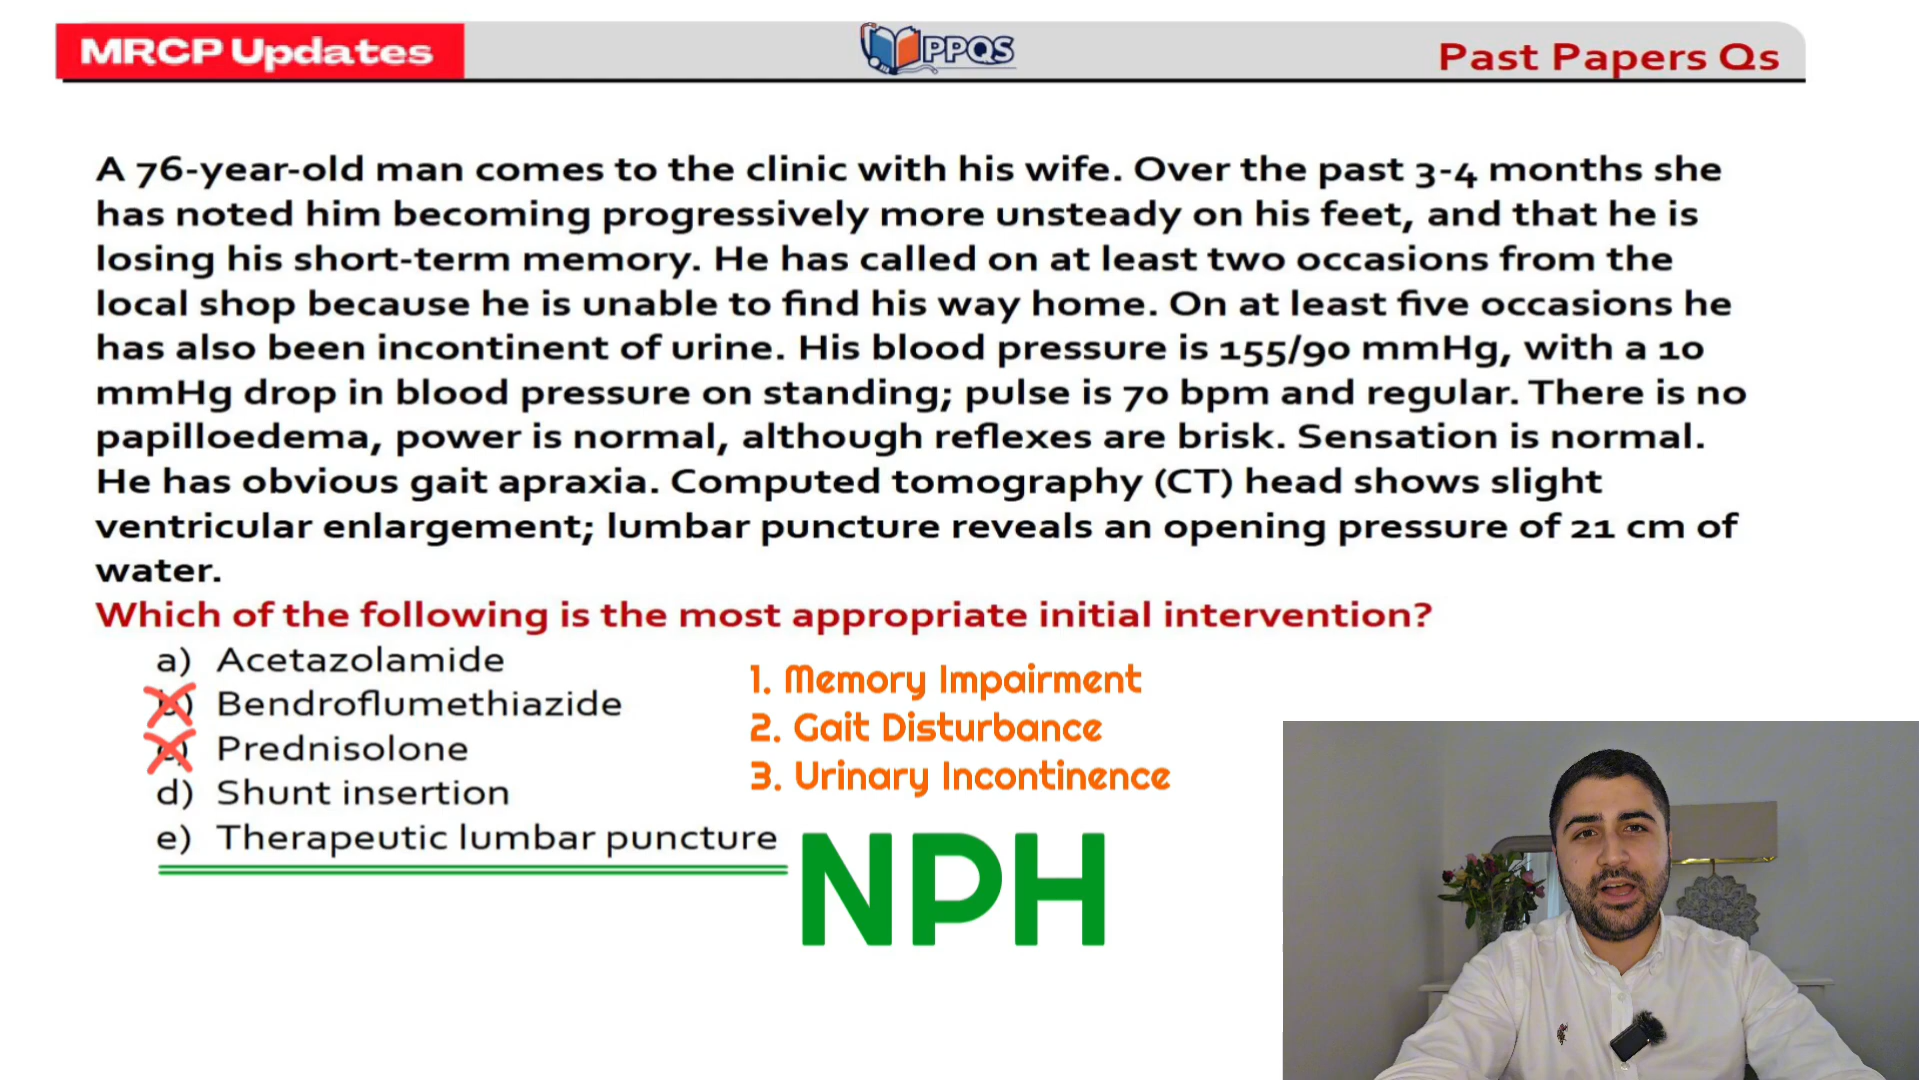 MRCP Updates
PPQS
Past Papers Qs
A 76-year-old man comes to the clinic with his wife. Over the past 3-4 months she
has noted him becoming progressively more unsteady on his feet, and that he is
losing his short-term memory. He has called on at least two occasions from the
local shop because he is unable to find his way home. On at least five occasions he
has also been incontinent of urine. His blood pressure is 155/90 mmHg, with a 10
mmHg drop in blood pressure on standing; pulse is 70 bpm and regular. There is no
papilloedema, power is normal, although reflexes are brisk. Sensation is normal.
He has obvious gait apraxia. Computed tomography (CT) head shows slight
ventricular enlargement; lumbar puncture reveals an opening pressure of 21 cm of
water.
Which of the following is the most appropriate initial intervention?
a) Acetazolamide
b) Bendroflumethiazide
c) Prednisolone
d) Shunt insertion
e) Therapeutic lumbar puncture
1. Memory Impairment
2. Gait Disturbance
3. Urinary Incontinence
NPH